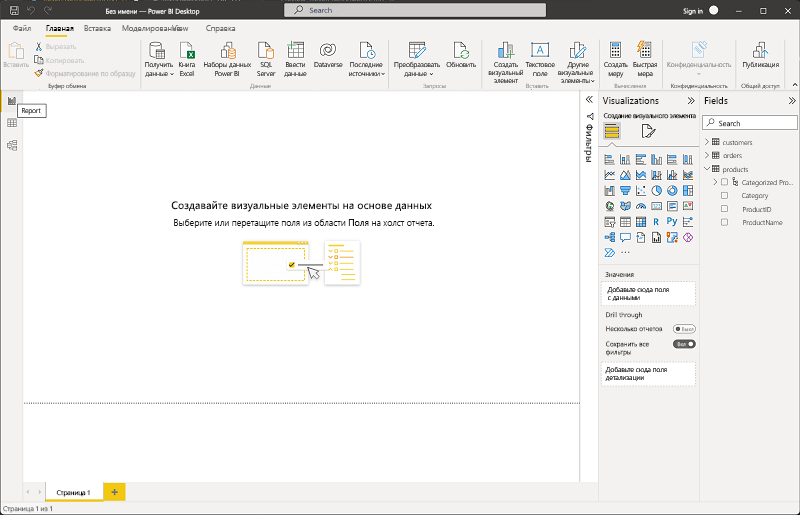 Без имени — Power BI Desktop
Search
Sign in
Файл
Главная
Вставка
Моделирование
View
Справка
Вставить
Вырезать
Копировать
Форматирование по образцу
Буфер обмена
Получить
данные
Книга
Excel
Наборы данных
Power BI
SQL
Server
Ввести
данные
Dataverse
Последние
источники
Данные
Преобразовать
данные
Обновить
Запросы
Создать
визуальный
элемент
Текстовое
поле
Другие
визуальные
элементы
Вставить
Создать
меру
Быстрая
мера
Вычисления
Конфиденциальность
Конфиденциальность
Публикация
Общий доступ
Report
Создавайте визуальные элементы на основе данных
Выберите или перетащите поля из области Поля на холст отчета.
Фильтры
Visualizations
Создание визуального элемента
R
Py
Значения
Добавьте сюда поля
с данными
Drill through
Несколько отчетов
Выкл
Сохранить все
фильтры
Вкл
Добавьте сюда поля
детализации
Fields
Search
customers
orders
products
Categorized Pro...
Category
ProductID
ProductName
Страница 1
Страница 1 из 1